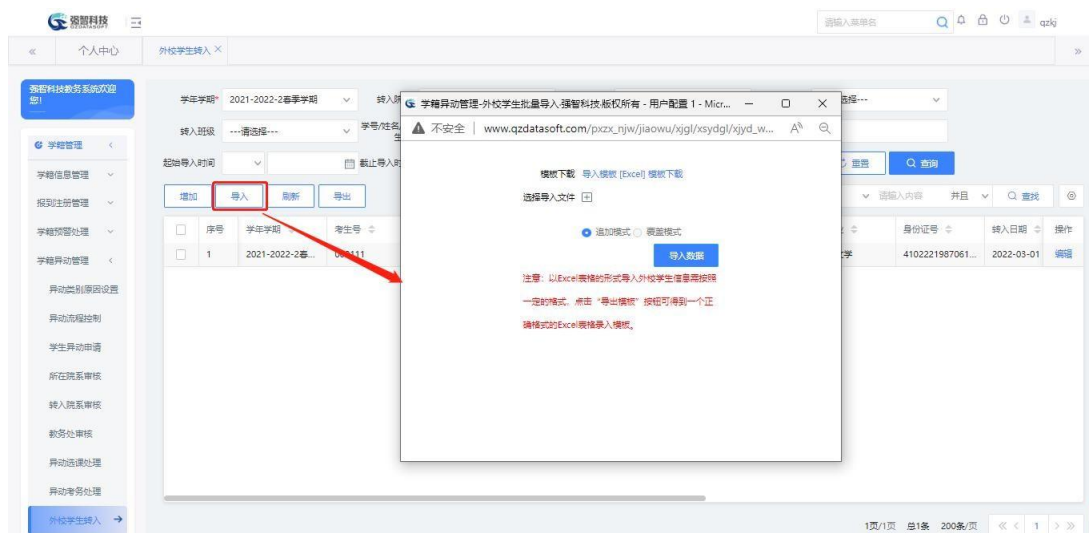 强智科技
QZDATASOFT
请输入菜单名
qzkj
个人中心
外校学生转入
强智科技教务系统欢迎
您!
学籍管理
学籍信息管理
报到注册管理
学籍预警处理
学籍异动管理
异动类别原因设置
异动流程控制
学生异动申请
所在院系审核
转入院系审核
教务处审核
异动选课处理
异动考务处理
外校学生转入
学年学期* 2021-2022-2春季学期
转入班级 ---请选择---
学号/姓名
起始导入时间
重置 查询
增加 导入 刷新 导出
请输入内容 并且 查找
序号 学年学期 考生号 身份证号 转入日期 操作
1 2021-2022-2春... 4102221987061... 2022-03-01 编辑
学籍异动管理-外校学生批量导入-强智科技.版权所有 - 用户配置 1 - Micr...
不安全 | www.qzdatasoft.com/pxzx_njw/jiaowu/xjgl/xsydgl/xjyd_w...
模板下载 导入模板 [Excel] 模板下载
选择导入文件
追加模式 覆盖模式
导入数据
注意：以Excel表格的形式导入外校学生信息需按照
一定的格式，点击“导出模板”按钮可得到一个正
确格式的Excel表格录入模板。
1页/1页 总1条 200条/页 1